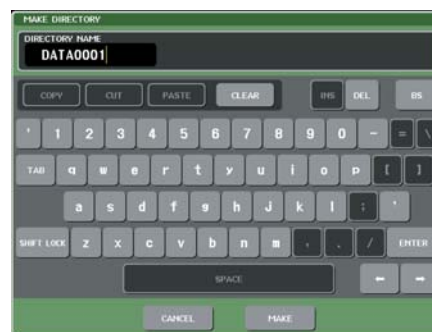 MAKE DIRECTORY
DIRECTORY NAME
DATA0001
COPY CUT PASTE CLEAR INS DEL BS
' 1 2 3 4 5 6 7 8 9 0 - = \
TAB q w e r t y u i o p [ ]
a s d f g h j k l ; '
SHIFT LOCK z x c v b n m , . / ENTER
SPACE ← →
CANCEL MAKE